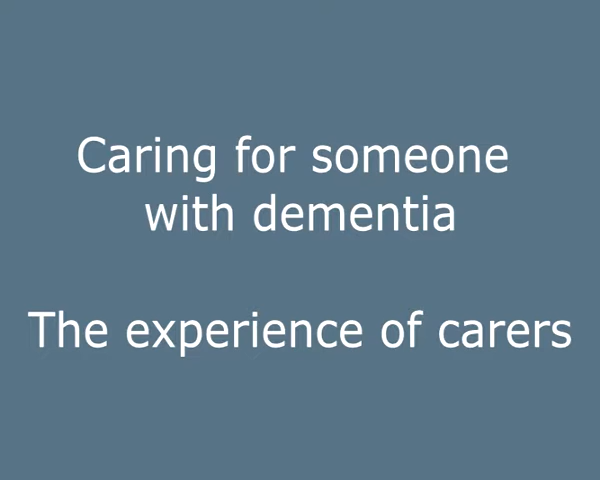 Caring for someone
with dementia
The experience of carers